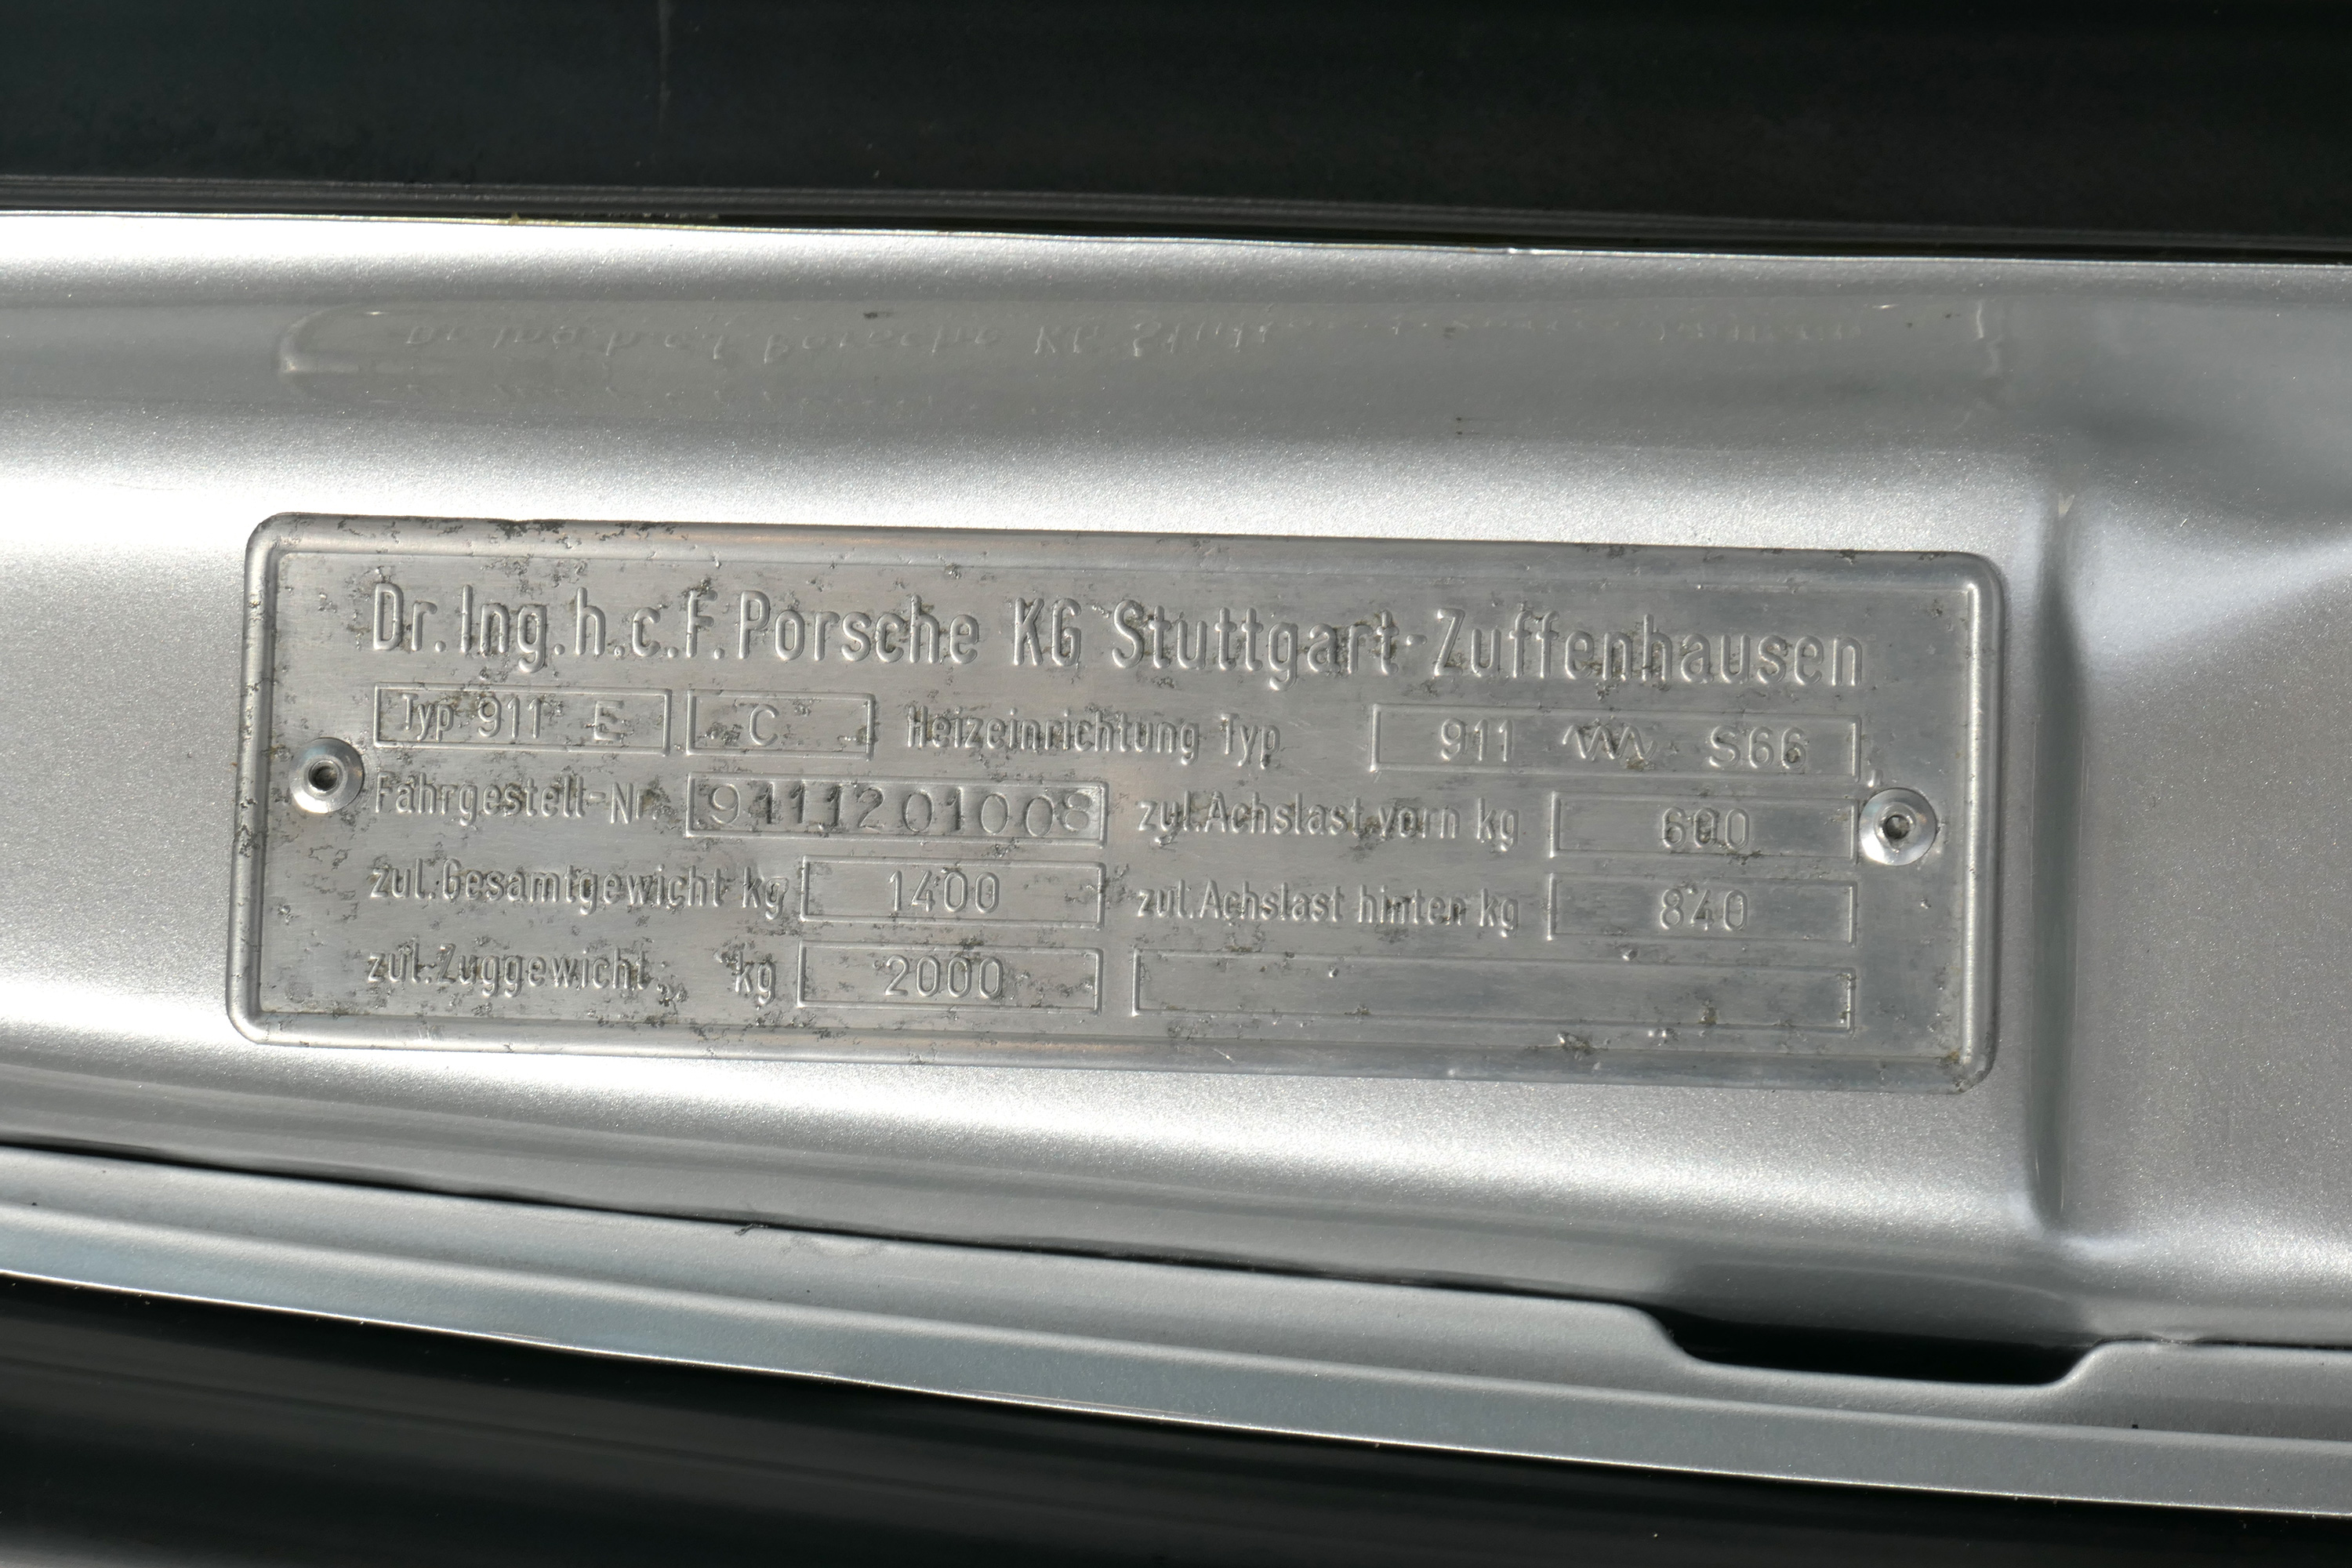 Dr. Ing. h. c. F. Porsche KG Stuttgart-Zuffenhausen
Typ 911 E C Heizeinrichtung Typ 911 S66
Fahrgestell-Nr. 9111201008 zul. Achslast vorn kg 600
zul. Gesamtgewicht kg 1400 zul. Achslast hinten kg 840
zul. Zuggewicht kg 2000